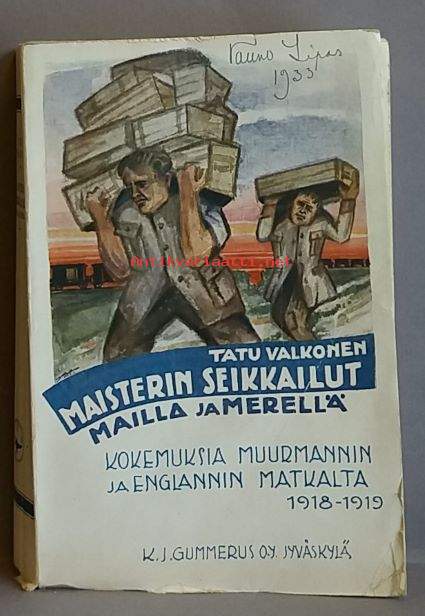 Vauno Liras
1933
Antikvariaatti.net
TATU VALKONEN
MAISTERIN SEIKKAILUT
MAILLA JA MERELLÄ
KOKEMUKSIA MUURMANNIN
JA ENGLANNIN MATKALTA
1918-1919
K.J. GUMMERUS OY. JYVÄSKYLÄ